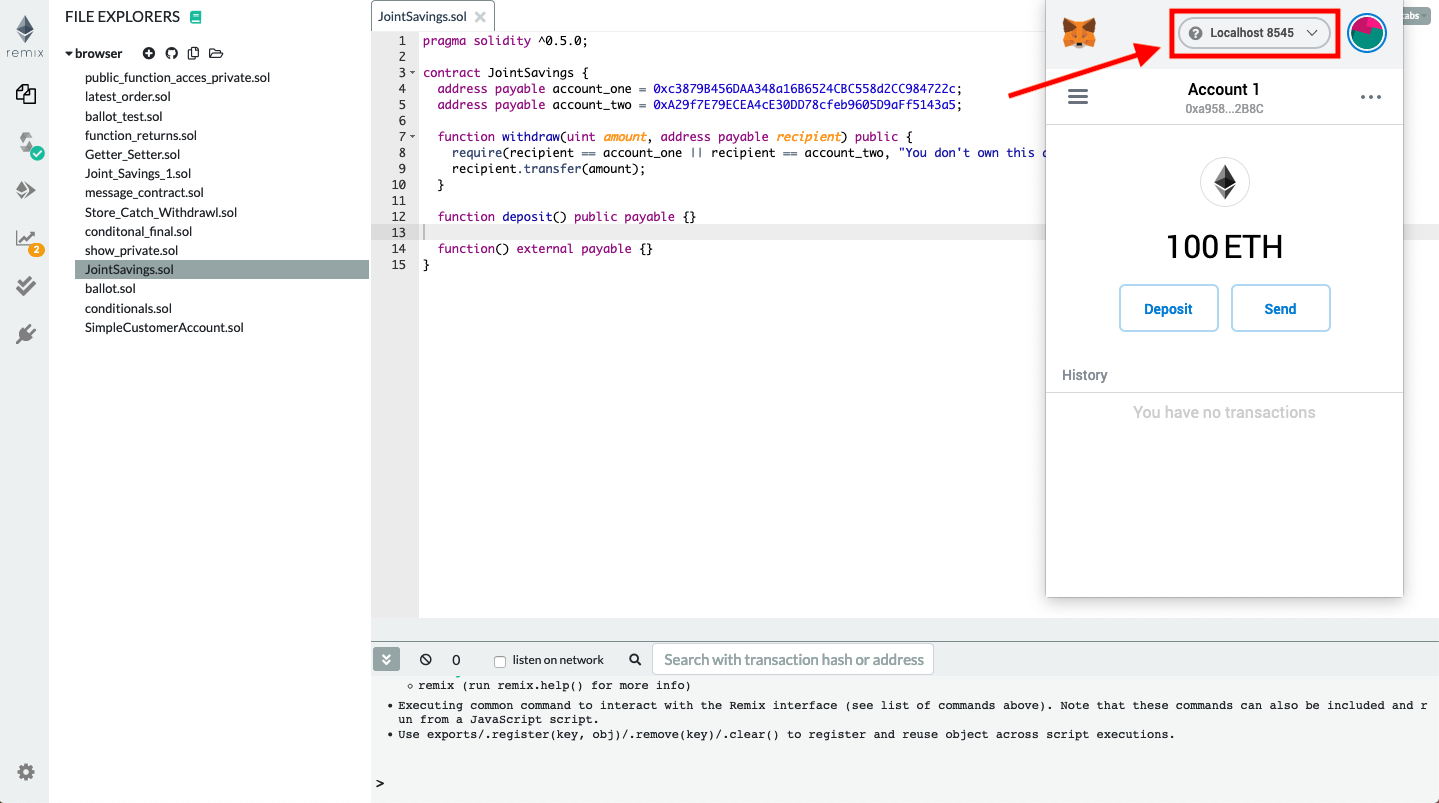 remix
FILE EXPLORERS
browser
public_function_acces_private.sol
latest_order.sol
ballot_test.sol
function_returns.sol
Getter_Setter.sol
Joint_Savings_1.sol
message_contract.sol
Store_Catch_Withdrawl.sol
conditonal_final.sol
show_private.sol
JointSavings.sol
ballot.sol
conditionals.sol
SimpleCustomerAccount.sol
2
JointSavings.sol
1 pragma solidity ^0.5.0;
2
3 contract JointSavings {
4 address payable account_one = 0xc3879B456DAA348a16B6524CBC558d2CC984722c;
5 address payable account_two = 0xA29f7E79ECEA4cE30DD78cfeb9605D9aFf5143a5;
6
7 function withdraw(uint amount, address payable recipient) public {
8 require(recipient == account_one || recipient == account_two, "You don't own this
9 recipient.transfer(amount);
10 }
11
12 function deposit() public payable {}
13
14 function() external payable {}
15 }
Localhost 8545
Account 1
0xa958...2B8C
100 ETH
Deposit
Send
History
You have no transactions
0
listen on network
Search with transaction hash or address
remix (run remix.help() for more info)
• Executing common command to interact with the Remix interface (see list of commands above). Note that these commands can also be included and r
un from a JavaScript script.
• Use exports/.register(key, obj)/.remove(key)/.clear() to register and reuse object across script executions.
>